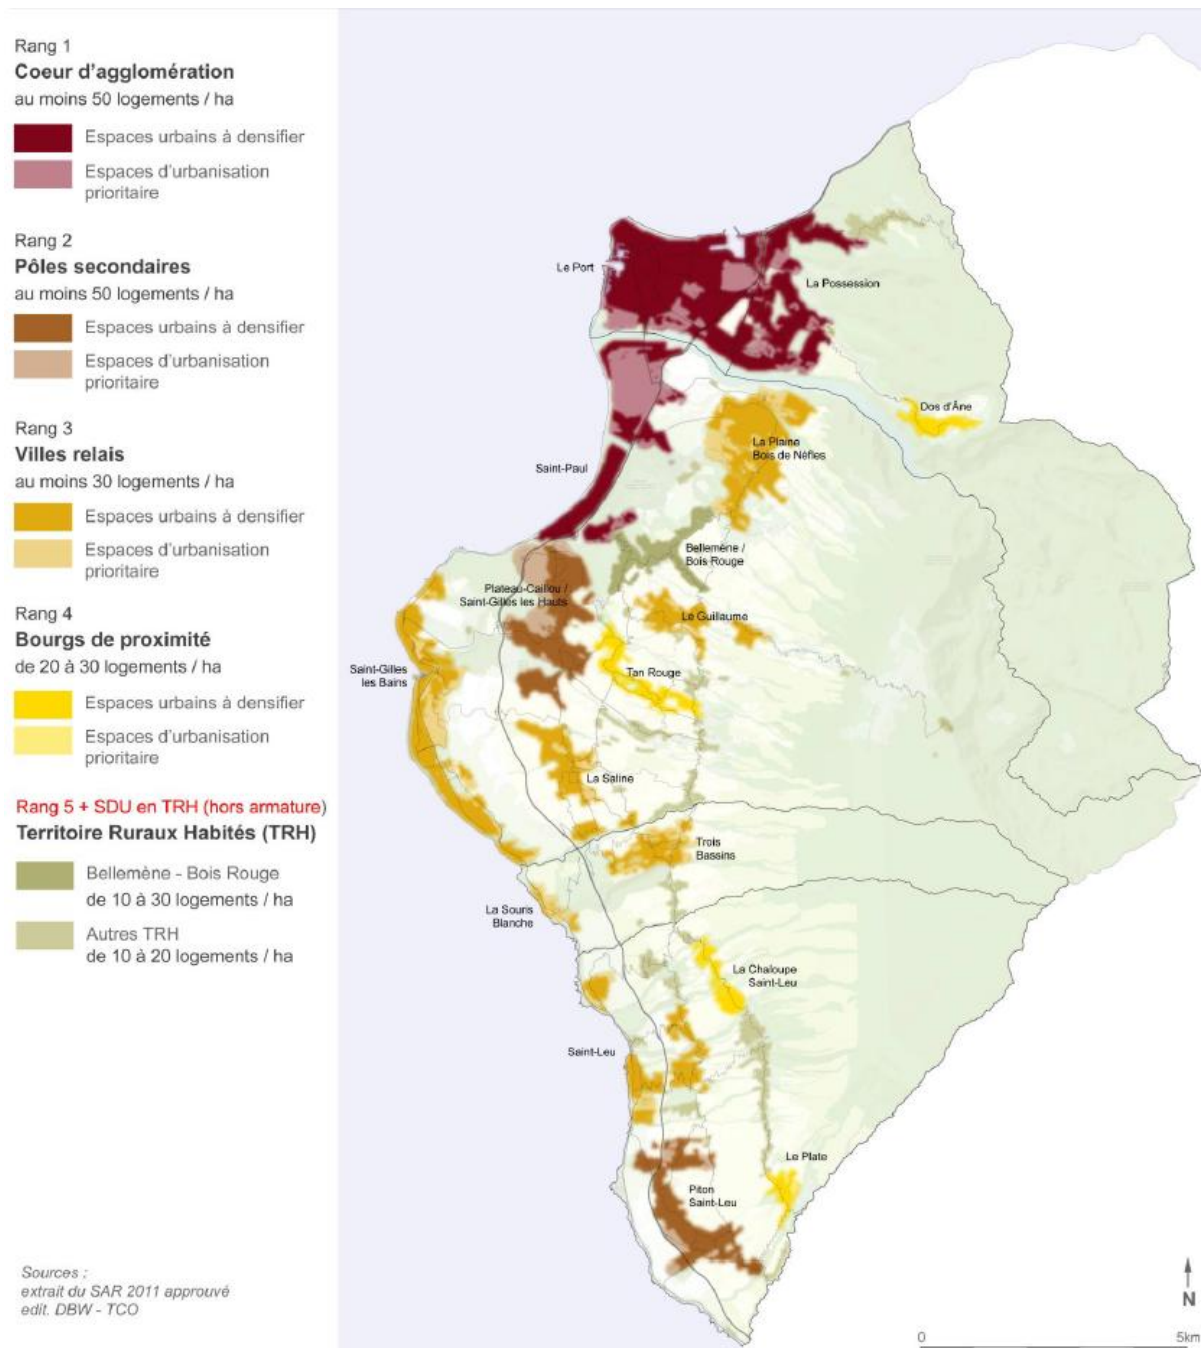 Rang 1
Coeur d'agglomération
au moins 50 logements / ha
Espaces urbains à densifier
Espaces d'urbanisation
prioritaire
Rang 2
Pôles secondaires
au moins 50 logements / ha
Espaces urbains à densifier
Espaces d'urbanisation
prioritaire
Rang 3
Villes relais
au moins 30 logements / ha
Espaces urbains à densifier
Espaces d'urbanisation
prioritaire
Rang 4
Bourgs de proximité
de 20 à 30 logements / ha
Espaces urbains à densifier
Espaces d'urbanisation
prioritaire
Rang 5 + SDU en TRH (hors armature)
Territoire Ruraux Habités (TRH)
Bellemène - Bois Rouge
de 10 à 30 logements / ha
Autres TRH
de 10 à 20 logements / ha
Sources :
extrait du SAR 2011 approuvé
edit. DBW - TCO
Le Port
La Possession
Dos d'Âne
La Plaine
Bois de Nèfles
Saint-Paul
Bellemène /
Bois Rouge
Plateau-Caillou /
Saint-Gilles les Hauts
Le Guillaume
Saint-Gilles
les Bains
Tan Rouge
La Saline
Trois
Bassins
La Souris
Blanche
La Chaloupe
Saint-Leu
Saint-Leu
Le Plate
Piton
Saint-Leu
N
0 5km